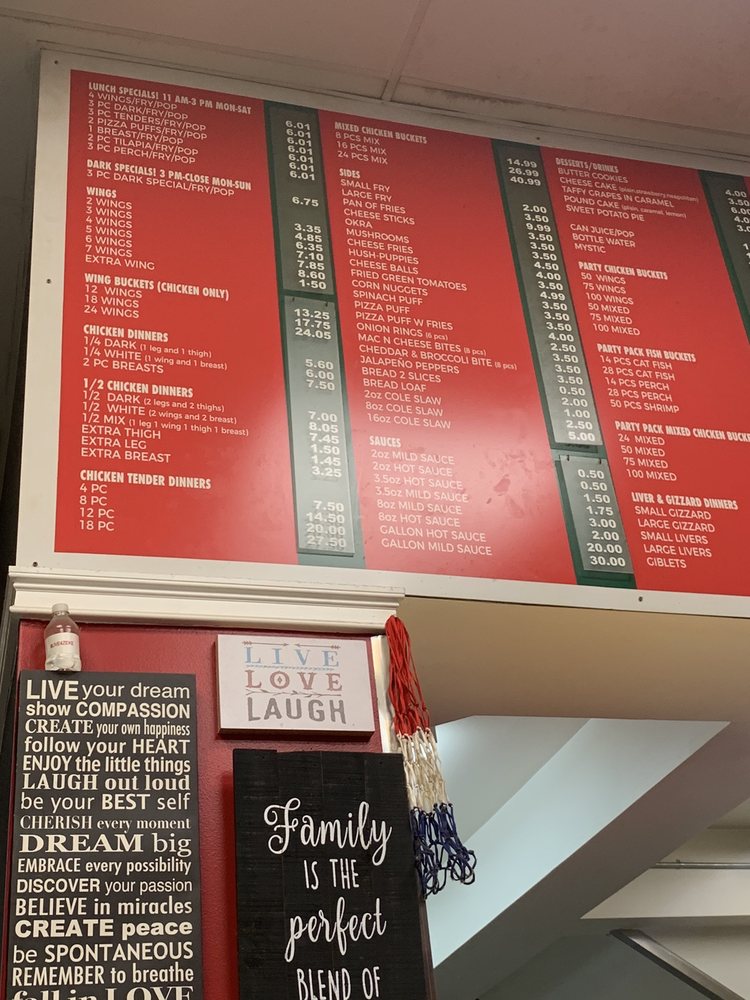 LUNCH SPECIALS! 11 AM-3 PM MON-SAT
4 WINGS/FRY/POP
3 PC DARK/FRY/POP
3 PC TENDERS/FRY/POP
2 PIZZA PUFFS/FRY/POP
1 BREAST/FRY/POP
2 PC TILAPIA/FRY/POP
3 PC PERCH/FRY/POP
DARK SPECIALS! 3 PM-CLOSE MON-SUN
3 PC DARK SPECIAL/FRY/POP
WINGS
2 WINGS
3 WINGS
4 WINGS
5 WINGS
6 WINGS
7 WINGS
EXTRA WING
WING BUCKETS (CHICKEN ONLY)
12 WINGS
18 WINGS
24 WINGS
CHICKEN DINNERS
1/4 DARK (1 leg and 1 thigh)
1/4 WHITE (1 wing and 1 breast)
2 PC BREASTS
1/2 CHICKEN DINNERS
1/2 DARK (2 legs and 2 thighs)
1/2 WHITE (2 wings and 2 breast)
1/2 MIX (1 leg 1 wing 1 thigh 1 breast)
EXTRA THIGH
EXTRA LEG
EXTRA BREAST
CHICKEN TENDER DINNERS
4 PC
8 PC
12 PC
18 PC
6.01
6.01
6.01
6.01
6.01
6.01
6.75
3.35
4.85
6.35
7.10
7.85
8.60
1.50
13.25
17.75
24.05
5.60
6.00
7.50
7.00
8.05
7.45
1.50
1.45
3.25
7.50
14.50
20.00
27.50
MIXED CHICKEN BUCKETS
8 PCS MIX
16 PCS MIX
24 PCS MIX
SIDES
SMALL FRY
LARGE FRY
PAN OF FRIES
CHEESE STICKS
OKRA
MUSHROOMS
CHEESE FRIES
HUSH-PUPPIES
CHEESE BALLS
FRIED GREEN TOMATOES
CORN NUGGETS
SPINACH PUFF
PIZZA PUFF
PIZZA PUFF W FRIES
ONION RINGS (6 pcs)
MAC N CHEESE BITES (8 pcs)
CHEDDAR & BROCCOLI BITE (8 pcs)
JALAPEÑO PEPPERS
BREAD 2 SLICES
BREAD LOAF
2oz COLE SLAW
8oz COLE SLAW
16oz COLE SLAW
SAUCES
2oz MILD SAUCE
2oz HOT SAUCE
3.5oz HOT SAUCE
3.5oz MILD SAUCE
8oz MILD SAUCE
8oz HOT SAUCE
GALLON HOT SAUCE
GALLON MILD SAUCE
14.99
26.99
40.99
2.00
3.50
9.99
3.50
3.50
3.50
4.50
4.00
3.50
4.99
3.50
3.50
4.00
2.50
3.50
3.50
3.50
0.50
2.00
1.00
2.50
5.00
0.50
0.50
1.50
1.75
3.00
2.00
20.00
30.00
DESSERTS/DRINKS
BUTTER COOKIES
CHEESE CAKE (plain,strawberry,neapolitan)
TAFFY GRAPES IN CARAMEL
POUND CAKE (plain, caramel, lemon)
SWEET POTATO PIE
CAN JUICE/POP
BOTTLE WATER
MYSTIC
PARTY CHICKEN BUCKETS
50 WINGS
75 WINGS
100 WINGS
50 MIXED
75 MIXED
100 MIXED
PARTY PACK FISH BUCKETS
14 PCS CAT FISH
28 PCS CAT FISH
14 PCS PERCH
28 PCS PERCH
50 PCS SHRIMP
PARTY PACK MIXED CHICKEN BUCKE
24 MIXED
50 MIXED
75 MIXED
100 MIXED
LIVER & GIZZARD DINNERS
SMALL GIZZARD
LARGE GIZZARD
SMALL LIVERS
LARGE LIVERS
GIBLETS
LIVE
LOVE
LAUGH
LIVE your dream
show COMPASSION
CREATE your own happiness
follow your HEART
ENJOY the little things
LAUGH out loud
be your BEST self
CHERISH every moment
DREAM big
EMBRACE every possibility
DISCOVER your passion
BELIEVE in miracles
CREATE peace
be SPONTANEOUS
REMEMBER to breathe
fall in LOVE
Family
IS THE
perfect
BLEND OF